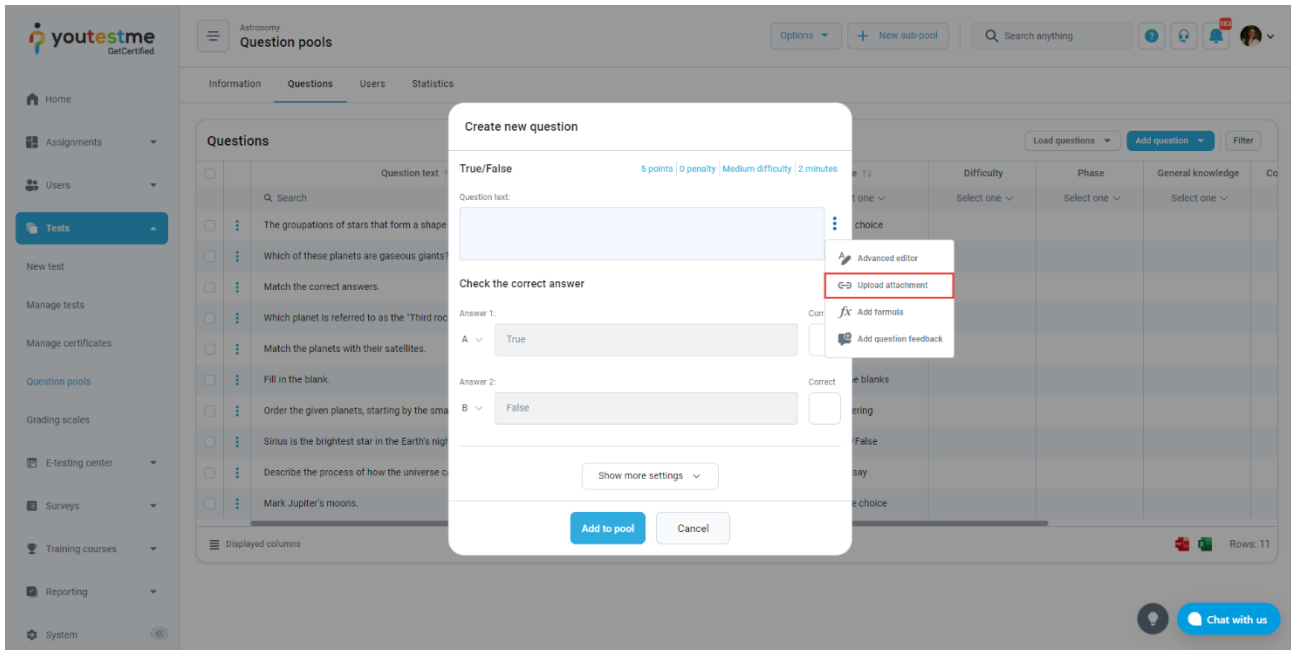 youtestme
GetCertified
Astronomy
Question pools
Options
+ New sub-pool
Search anything
?
183
Home
Assignments
Users
Tests
New test
Manage tests
Manage certificates
Question pools
Grading scales
E-testing center
Surveys
Training courses
Reporting
System
Information
Questions
Users
Statistics
Questions
Load questions
Add question
Filter
Question text
Difficulty
Phase
General knowledge
Co
Search
t one
Select one
Select one
Select one
The groupations of stars that form a shape
choice
Which of these planets are gaseous giants?
Match the correct answers.
Which planet is referred to as the "Third roc
Match the planets with their satellites.
Fill in the blank.
e blanks
Order the given planets, starting by the sma
ering
Sirius is the brightest star in the Earth's nigh
/False
Describe the process of how the universe ca
say
Mark Jupiter's moons.
e choice
Displayed columns
Rows: 11
Create new question
True/False
5 points | 0 penalty | Medium difficulty | 2 minutes
Question text:
Advanced editor
Upload attachment
fx Add formula
Add question feedback
Check the correct answer
Answer 1:
Corr
A
True
Answer 2:
Correct
B
False
Show more settings
Add to pool
Cancel
Chat with us